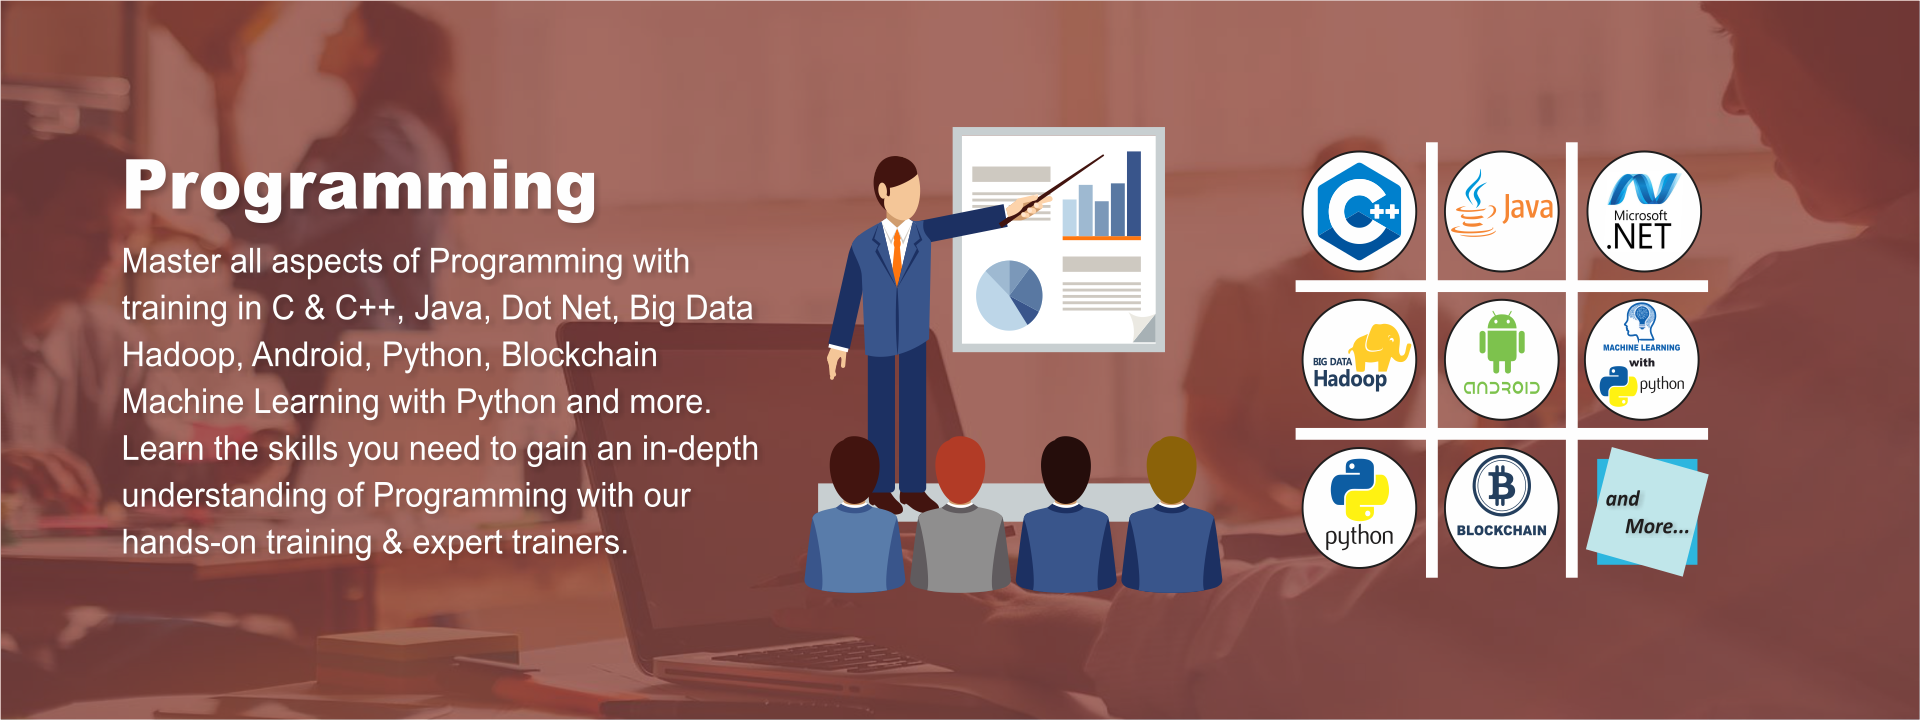 Programming
Master all aspects of Programming with
training in C & C++, Java, Dot Net, Big Data
Hadoop, Android, Python, Blockchain
Machine Learning with Python and more.
Learn the skills you need to gain an in-depth
understanding of Programming with our
hands-on training & expert trainers.
C++
Java
Microsoft
.NET
BIG DATA
Hadoop
ANDROID
MACHINE LEARNING
with
python
python
BLOCKCHAIN
and
More...